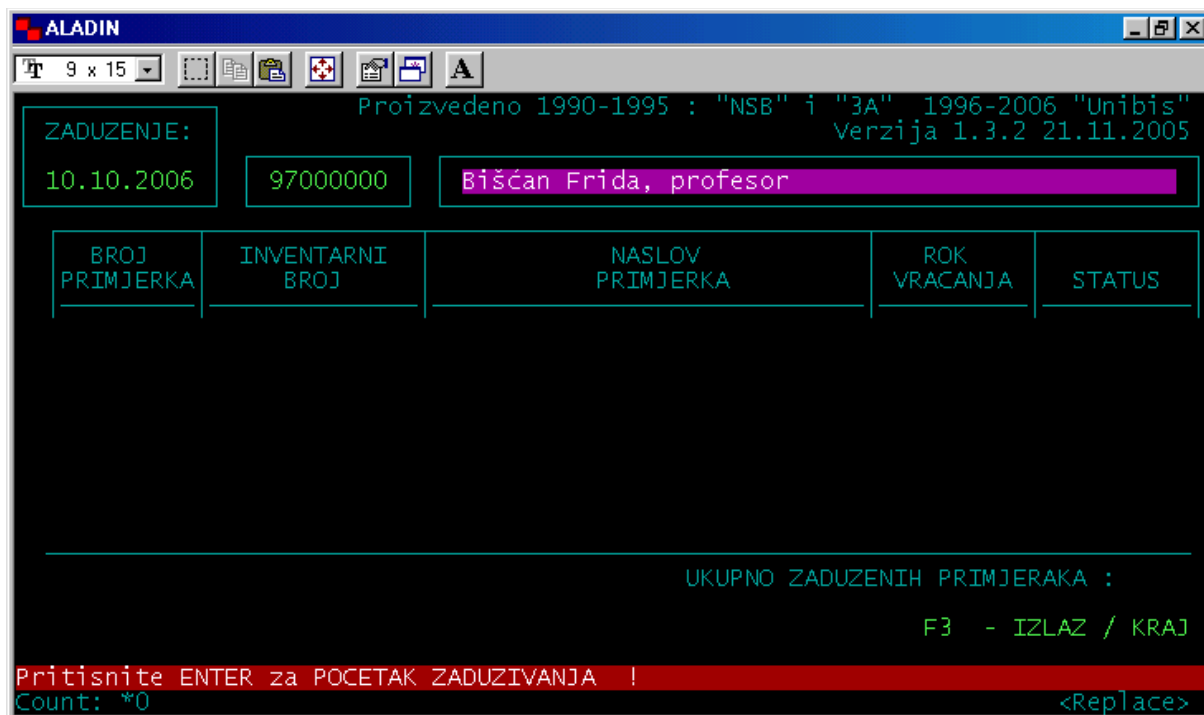 ALADIN
9 x 15
A
Proizvedeno 1990-1995 : "NSB" i "3A" 1996-2006 "Unibis"
ZADUZENJE:
Verzija 1.3.2 21.11.2005
10.10.2006 97000000 Bišćan Frida, profesor
BROJ INVENTARNI NASLOV ROK
PRIMJERKA BROJ PRIMJERKA VRACANJA STATUS
UKUPNO ZADUZENIH PRIMJERAKA :
F3 - IZLAZ / KRAJ
Pritisnite ENTER za POCETAK ZADUZIVANJA !
Count: *0 <Replace>